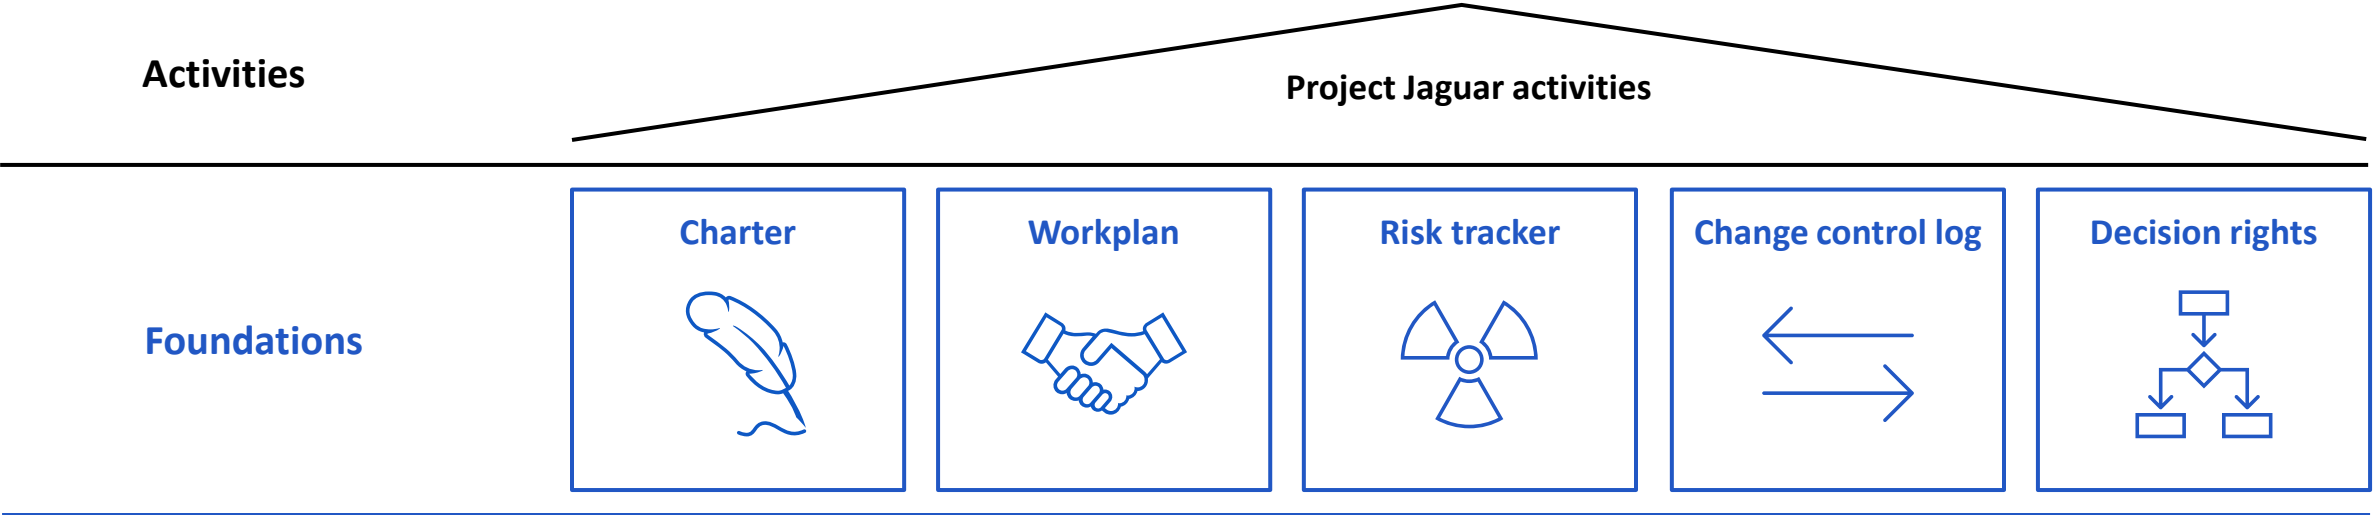 Activities
Project Jaguar activities
Charter
Workplan
Risk tracker
Change control log
Decision rights
Foundations